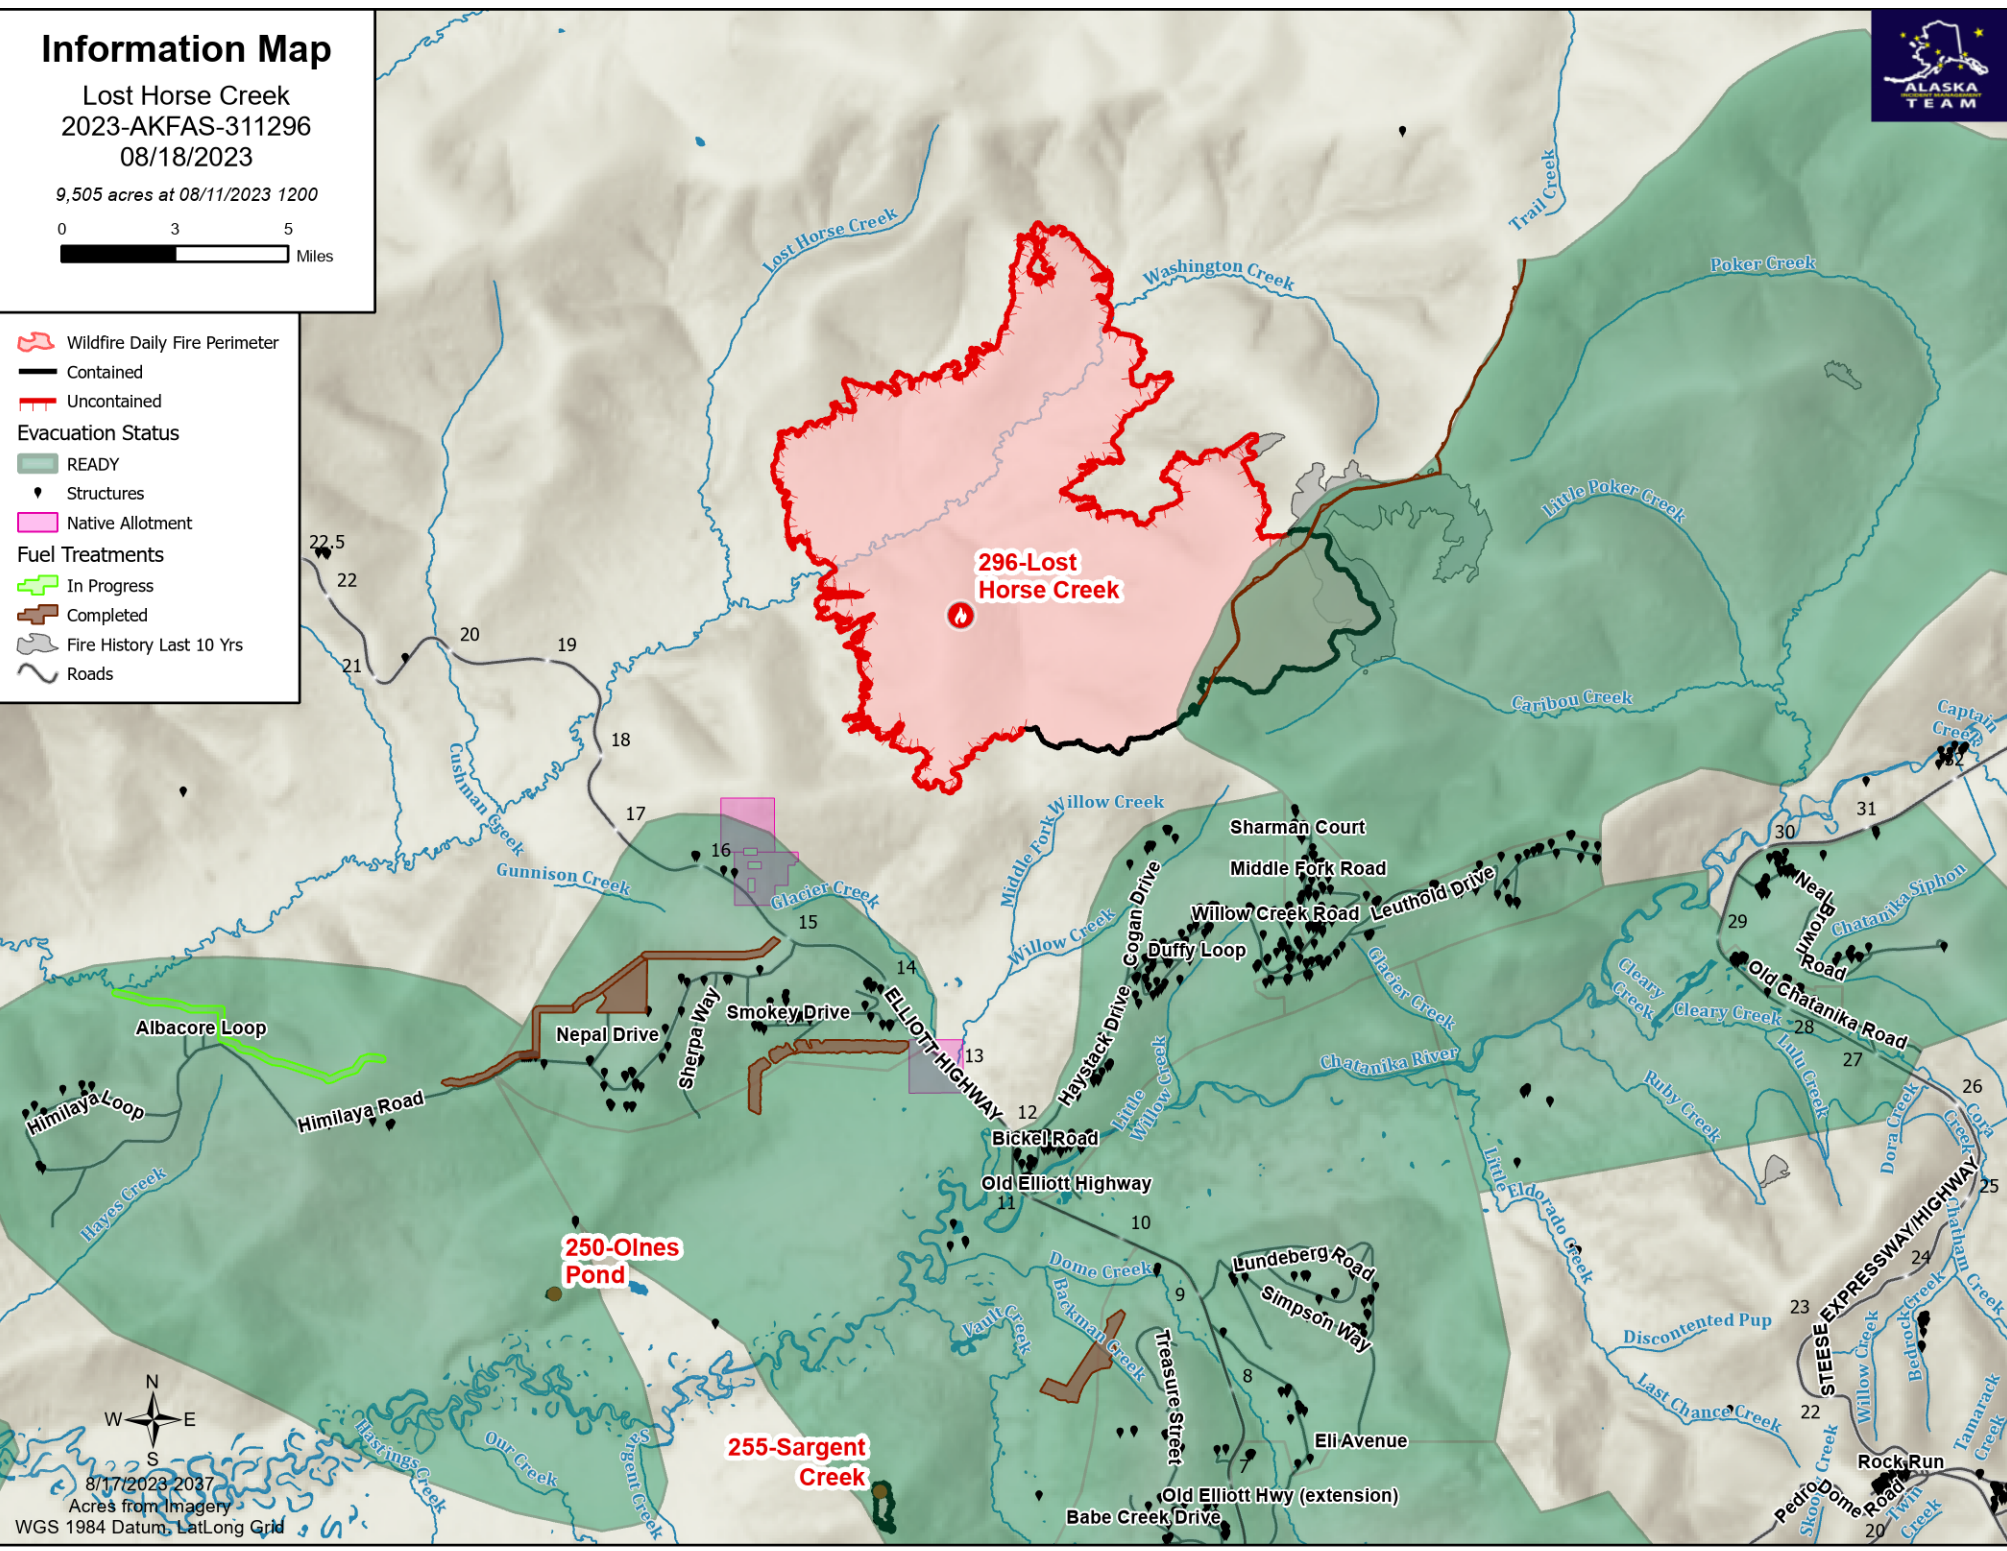 Information Map
Lost Horse Creek
2023-AKFAS-311296
08/18/2023
9,505 acres at 08/11/2023 1200
0 3 5
Miles
Wildfire Daily Fire Perimeter
Contained
Uncontained
Evacuation Status
READY
Structures
Native Allotment
Fuel Treatments
In Progress
Completed
Fire History Last 10 Yrs
Roads
ALASKA
INCIDENT MANAGEMENT
TEAM
Trail Creek
Lost Horse Creek
Washington Creek
Poker Creek
Little Poker Creek
296-Lost
Horse Creek
Caribou Creek
Captain
Creek
22.5
22
21
20
19
18
17
16
15
14
13
12
11
10
9
8
7
Cushman Creek
Gunnison Creek
Glacier Creek
Middle Fork Willow Creek
Willow Creek
Sharman Court
Middle Fork Road
Willow Creek Road
Leuthold Drive
Cogan Drive
Duffy Loop
Haystack Drive
Glacier Creek
Little
Willow Creek
Chatanika River
32
31
30
29
28
27
26
25
24
23
22
20
Neal Brown
Road
Chatanika Siphon
Old Chatanika Road
Cleary
Creek
Cleary Creek
Lulu Creek
Ruby Creek
Dora Creek
Cora
Creek
Chatham Creek
Albacore Loop
Himilaya Loop
Himilaya Road
Hayes Creek
Nepal Drive
Sherpa Way
Smokey Drive
ELLIOTT HIGHWAY
Bickel Road
Old Elliott Highway
250-Olnes
Pond
255-Sargent
Creek
Dome Creek
Backman Creek
Vault Creek
Lundeberg Road
Simpson Way
Treasure Street
Eli Avenue
Old Elliott Hwy (extension)
Babe Creek Drive
Little
Eldorado Creek
Discontented Pup
Last Chance Creek
STEESE EXPRESSWAY/HIGHWAY
Willow Creek
Bedrock Creek
Tamarack
Creek
Skoogy Creek
Rock Run
Pedro Dome Road
Twin
Creek
Hastings Creek
Our Creek
Sargent Creek
N
W E
S
8/17/2023 2037
Acres from Imagery
WGS 1984 Datum, LatLong Grid